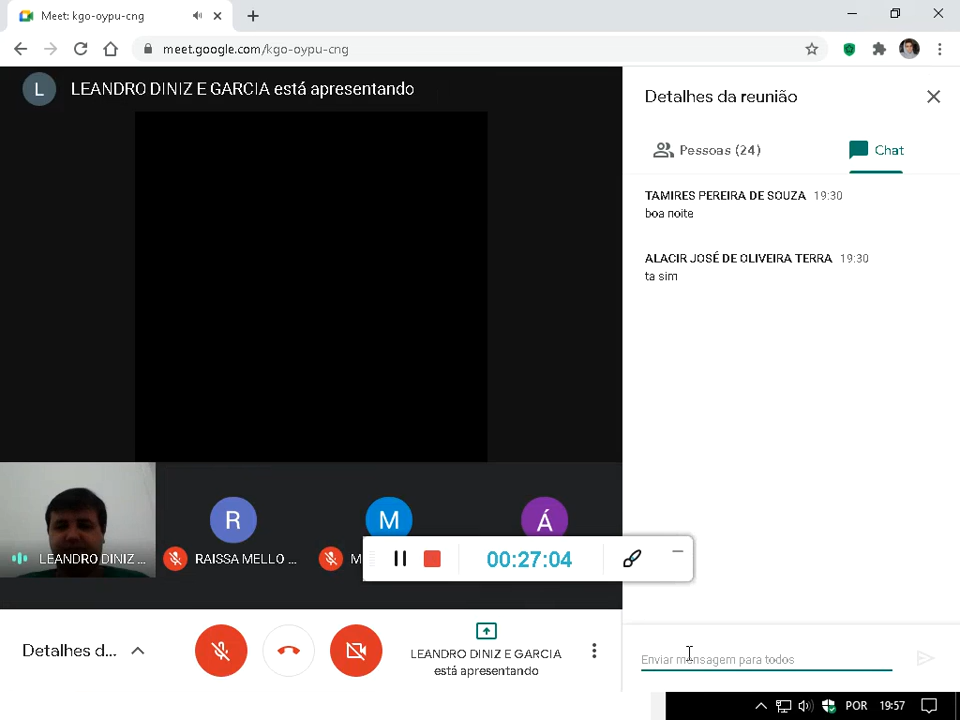 Meet: kgo-oypu-cng
meet.google.com/kgo-oypu-cng
L
LEANDRO DINIZ E GARCIA está apresentando
Detalhes da reunião
Pessoas (24)
Chat
TAMIRES PEREIRA DE SOUZA 19:30
boa noite
ALACIR JOSÉ DE OLIVEIRA TERRA 19:30
ta sim
R
M
Á
LEANDRO DINIZ ...
RAISSA MELLO ...
M
00:27:04
Detalhes d...
LEANDRO DINIZ E GARCIA
está apresentando
Enviar mensagem para todos
POR
19:57